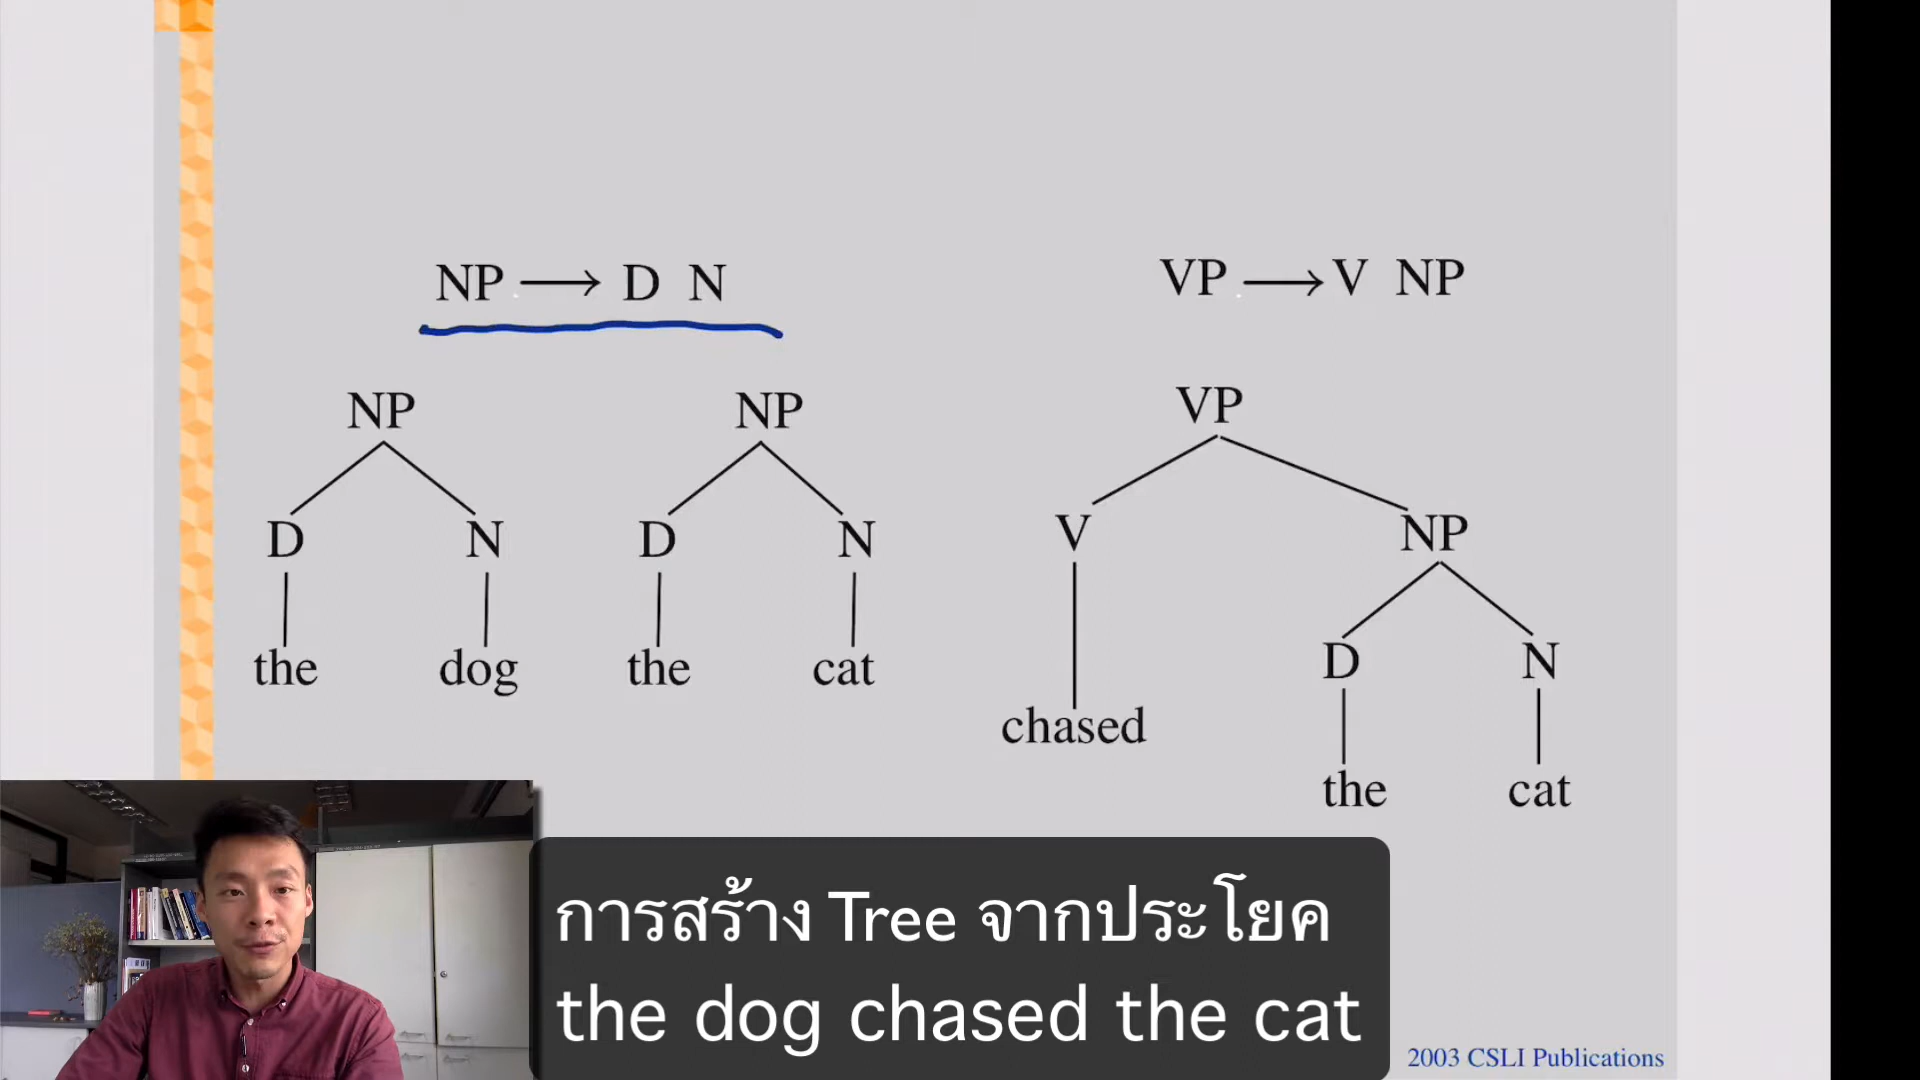 NP ⟶ D N
VP ⟶ V NP
NP
NP
VP
D
N
D
N
V
NP
the
dog
the
cat
D
N
chased
the
cat
การสร้าง Tree จากประโยค
the dog chased the cat
2003 CSLI Publications